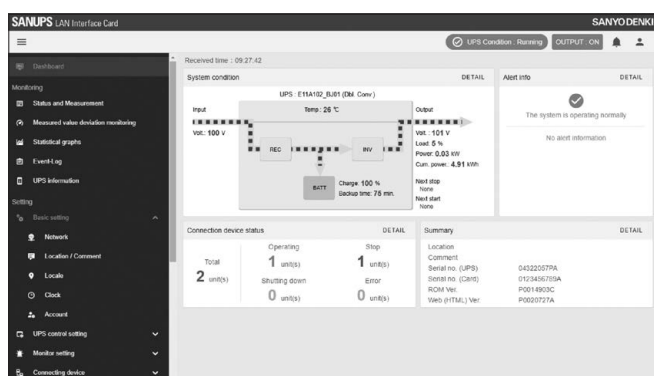 SANUPS LAN Interface Card
SANYO DENKI
UPS Condition : Running
OUTPUT : ON
Dashboard
Monitoring
Status and Measurement
Measured value deviation monitoring
Statistical graphs
Event-Log
UPS information
Setting
Basic setting
Network
Location / Comment
Locale
Clock
Account
UPS control setting
Monitor setting
Connecting device
Received time : 09:27:42
System condition
DETAIL
UPS : E11A102_BJ01 (Dbl. Conv.)
Input
Temp.: 26 °C
Output
Volt.: 100 V
REC
INV
BATT
Charge: 100 %
Backup time: 75 min.
Volt. : 101 V
Load: 5 %
Power: 0.03 kW
Cum. power: 4.91 kWh
Next stop
None
Next start
None
Alert info
DETAIL
The system is operating normally
No alert information
Connection device status
DETAIL
Total
2 unit(s)
Operating
1 unit(s)
Stop
1 unit(s)
Shutting down
0 unit(s)
Error
0 unit(s)
Summary
DETAIL
Location
Comment
Serial no. (UPS) 04322057PA
Serial no. (Card) 0123456789A
ROM Ver. P0014903C
Web (HTML) Ver. P0020727A